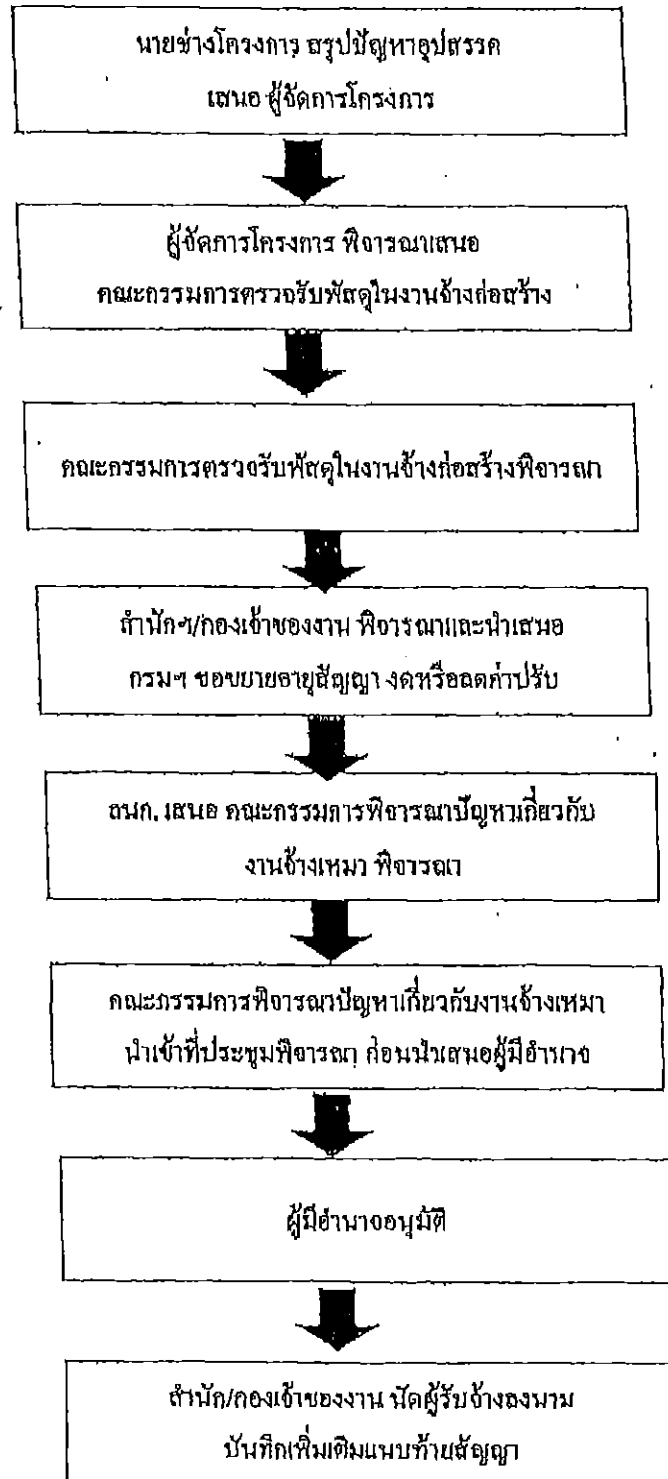 นายช่างโครงการ สรุปปัญหาอุปสรรค
เสนอ ผู้จัดการโครงการ
ผู้จัดการโครงการ พิจารณาเสนอ
คณะกรรมการตรวจรับพัสดุในงานจ้างก่อสร้าง
คณะกรรมการตรวจรับพัสดุในงานจ้างก่อสร้างพิจารณา
สำนักฯ/กองเจ้าของงาน พิจารณาและนำเสนอ
กรมฯ ขอขยายอายุสัญญา งดหรือลดค่าปรับ
สนก. เสนอ คณะกรรมการพิจารณาปัญหาเกี่ยวกับ
งานจ้างเหมา พิจารณา
คณะกรรมการพิจารณาปัญหาเกี่ยวกับงานจ้างเหมา
นำเข้าที่ประชุมพิจารณา ก่อนนำเสนอผู้มีอำนาจ
ผู้มีอำนาจอนุมัติ
สำนัก/กองเจ้าของงาน นัดผู้รับจ้างลงนาม
บันทึกเพิ่มเติมแนบท้ายสัญญา